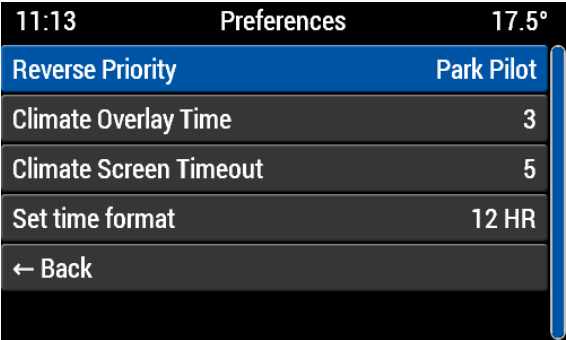 11:13 Preferences 17.5°
Reverse Priority Park Pilot
Climate Overlay Time 3
Climate Screen Timeout 5
Set time format 12 HR
← Back